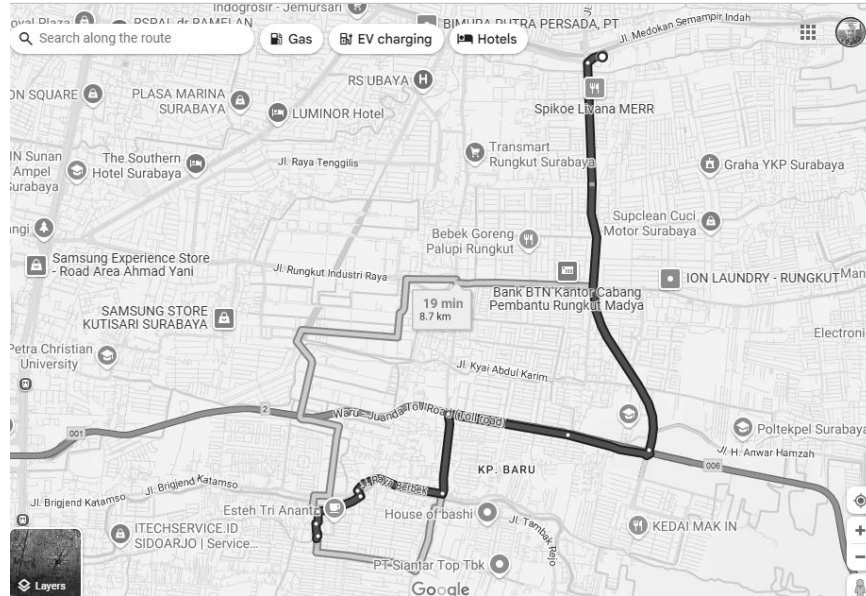 Indogrosir - Jemursari
Royal Plaza
RSPAL dr RAMELAN
BIMURA PUTRA PERSADA, PT
Jl. Medokan Semampir Indah
Search along the route
Gas
EV charging
Hotels
RS UBAYA
ON SQUARE
PLASA MARINA
SURABAYA
LUMINOR Hotel
Spikoe Livana MERR
IN Sunan
Ampel
Surabaya
The Southern
Hotel Surabaya
Jl. Raya Tenggilis
Transmart
Rungkut Surabaya
Graha YKP Surabaya
angi
Bebek Goreng
Palupi Rungkut
Supclean Cuci
Motor Surabaya
Samsung Experience Store
- Road Area Ahmad Yani
Jl. Rungkut Industri Raya
ION LAUNDRY - RUNGKUT
Man
Bank BTN Kantor Cabang
Pembantu Rungkut Madya
19 min
8.7 km
SAMSUNG STORE
KUTISARI SURABAYA
Electroni
Petra Christian
University
Jl. Kyai Abdul Karim
2
Waru - Juanda Toll Road (Toll road)
001
Poltekpel Surabaya
Jl. H. Anwar Hamzah
006
KP. BARU
Jl. Brigjend Katamso
Jl. Brigjend Katamso
Jl. Raya Berbek
Esteh Tri Ananta
House of bashi
Jl. Tambak
Rejo
KEDAI MAK IN
ITECHSERVICE.ID
SIDOARJO | Service...
PT Siantar Top Tbk
Layers
Google